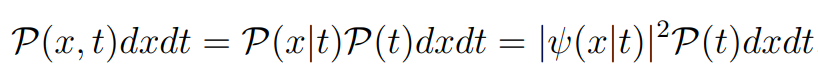 𝒫(x, t)dxdt = 𝒫(x|t)𝒫(t)dxdt = |ψ(x|t)|²𝒫(t)dxdt